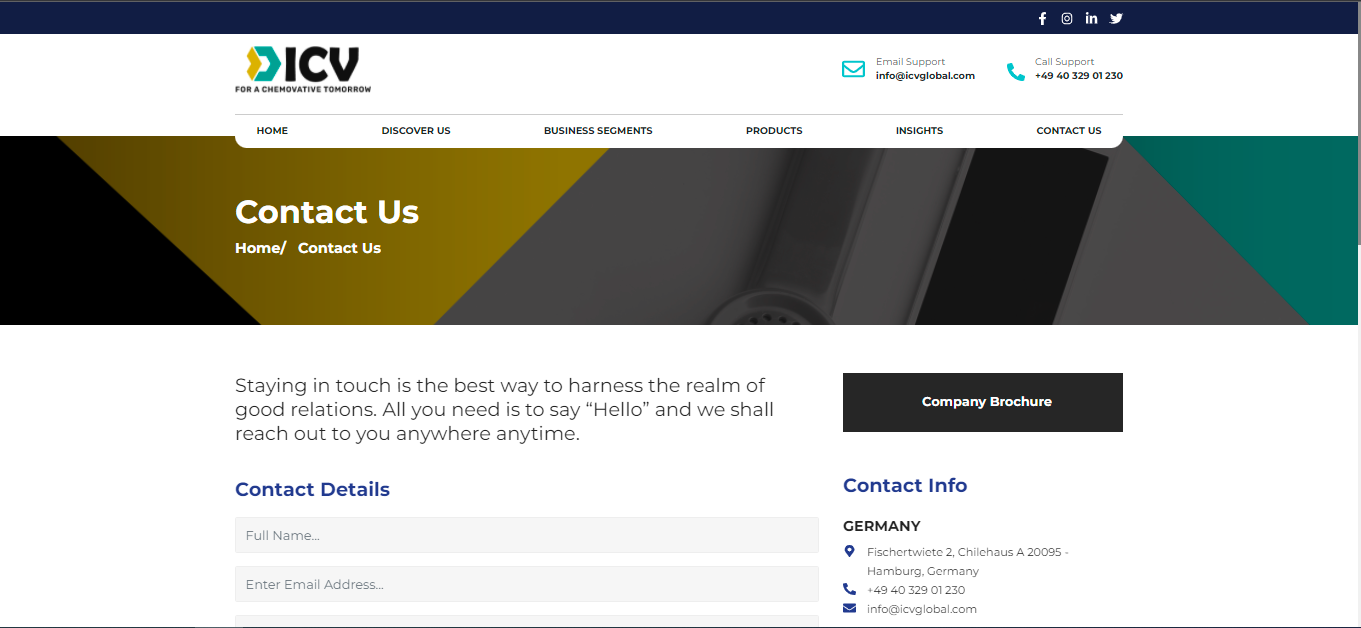 ICV
FOR A CHEMOVATIVE TOMORROW
Email Support
info@icvglobal.com
Call Support
+49 40 329 01 230
HOME
DISCOVER US
BUSINESS SEGMENTS
PRODUCTS
INSIGHTS
CONTACT US
Contact Us
Home/ Contact Us
Staying in touch is the best way to harness the realm of
good relations. All you need is to say “Hello” and we shall
reach out to you anywhere anytime.
Contact Details
Full Name...
Enter Email Address...
Company Brochure
Contact Info
GERMANY
Fischertwiete 2, Chilehaus A 20095 -
Hamburg, Germany
+49 40 329 01 230
info@icvglobal.com